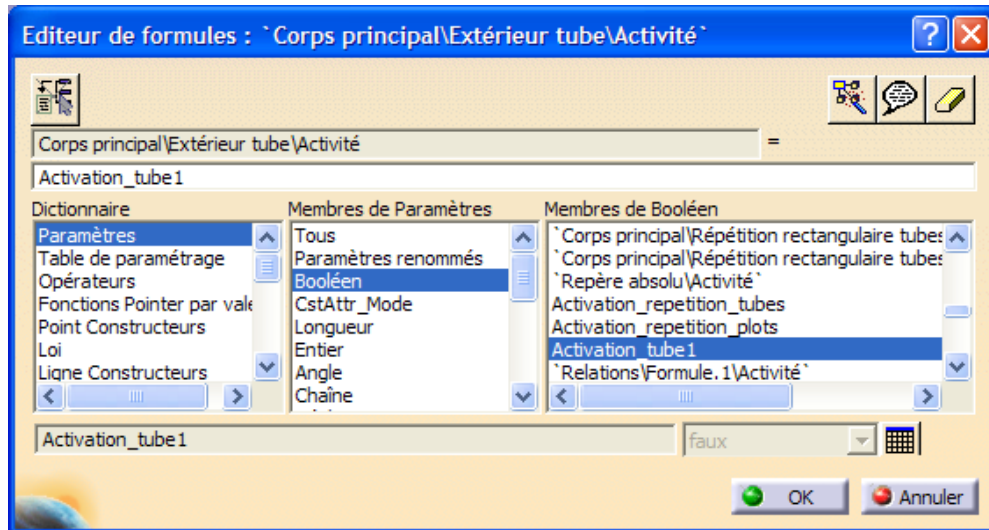 Editeur de formules : `Corps principal\Extérieur tube\Activité`
Corps principal\Extérieur tube\Activité =
Activation_tube1
Dictionnaire Membres de Paramètres Membres de Booléen
Paramètres Tous `Corps principal\Répétition rectangulaire tubes
Table de paramétrage Paramètres renommés `Corps principal\Répétition rectangulaire tubes
Opérateurs Booléen `Repère absolu\Activité`
Fonctions Pointer par vale CstAttr_Mode Activation_repetition_tubes
Point Constructeurs Longueur Activation_repetition_plots
Loi Entier Activation_tube1
Ligne Constructeurs Angle `Relations\Formule.1\Activité`
Chaîne
Activation_tube1 faux
OK Annuler